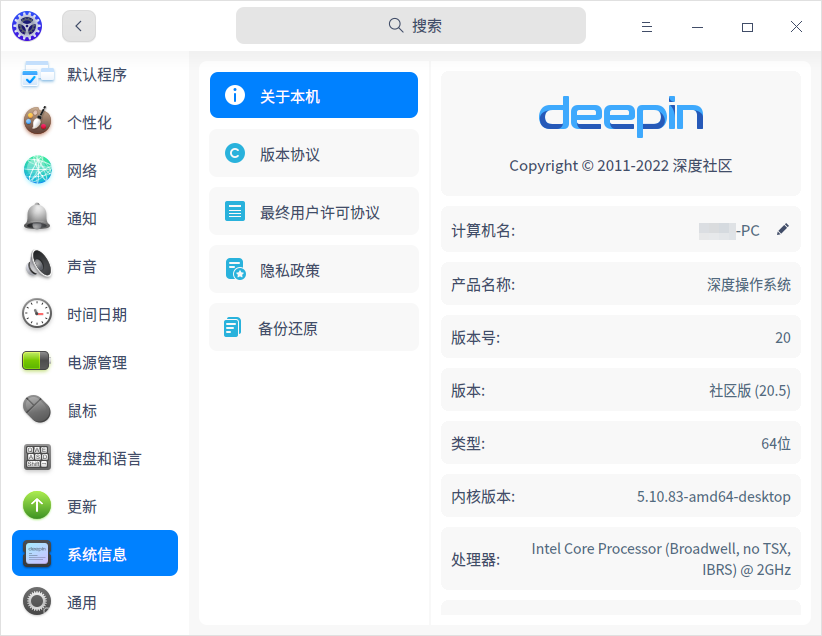 搜索
默认程序
个性化
网络
通知
声音
时间日期
电源管理
鼠标
键盘和语言
更新
系统信息
通用
关于本机
版本协议
最终用户许可协议
隐私政策
备份还原
deepin
Copyright © 2011-2022 深度社区
计算机名: -PC
产品名称: 深度操作系统
版本号: 20
版本: 社区版 (20.5)
类型: 64位
内核版本: 5.10.83-amd64-desktop
处理器: Intel Core Processor (Broadwell, no TSX,
IBRS) @ 2GHz